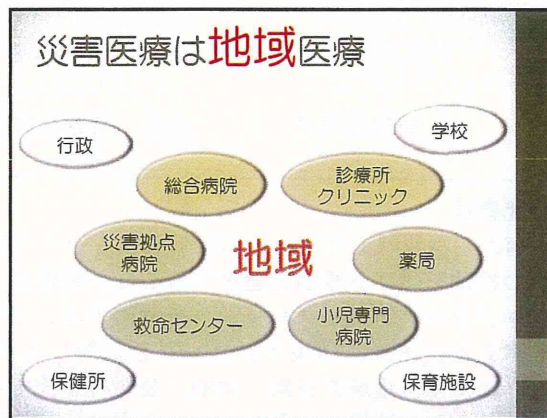 災害医療は地域医療
行政
学校
総合病院
診療所
クリニック
災害拠点
病院
地域
薬局
救命センター
小児専門
病院
保健所
保育施設